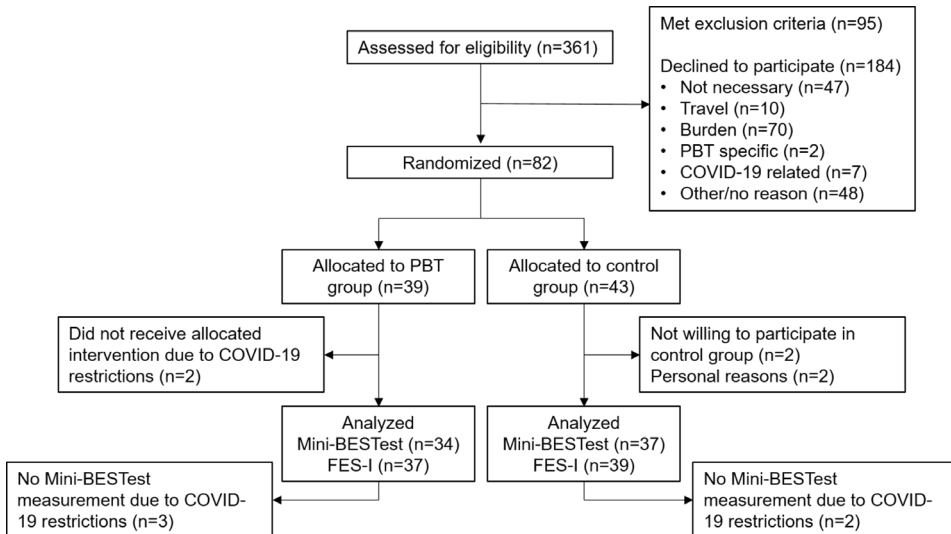 Assessed for eligibility (n=361)
Met exclusion criteria (n=95)
Declined to participate (n=184)
• Not necessary (n=47)
• Travel (n=10)
• Burden (n=70)
• PBT specific (n=2)
• COVID-19 related (n=7)
• Other/no reason (n=48)
Randomized (n=82)
Allocated to PBT
group (n=39)
Allocated to control
group (n=43)
Did not receive allocated
intervention due to COVID-19
restrictions (n=2)
Not willing to participate in
control group (n=2)
Personal reasons (n=2)
Analyzed
Mini-BESTest (n=34)
FES-I (n=37)
Analyzed
Mini-BESTest (n=37)
FES-I (n=39)
No Mini-BESTest
measurement due to COVID-
19 restrictions (n=3)
No Mini-BESTest
measurement due to COVID-
19 restrictions (n=2)